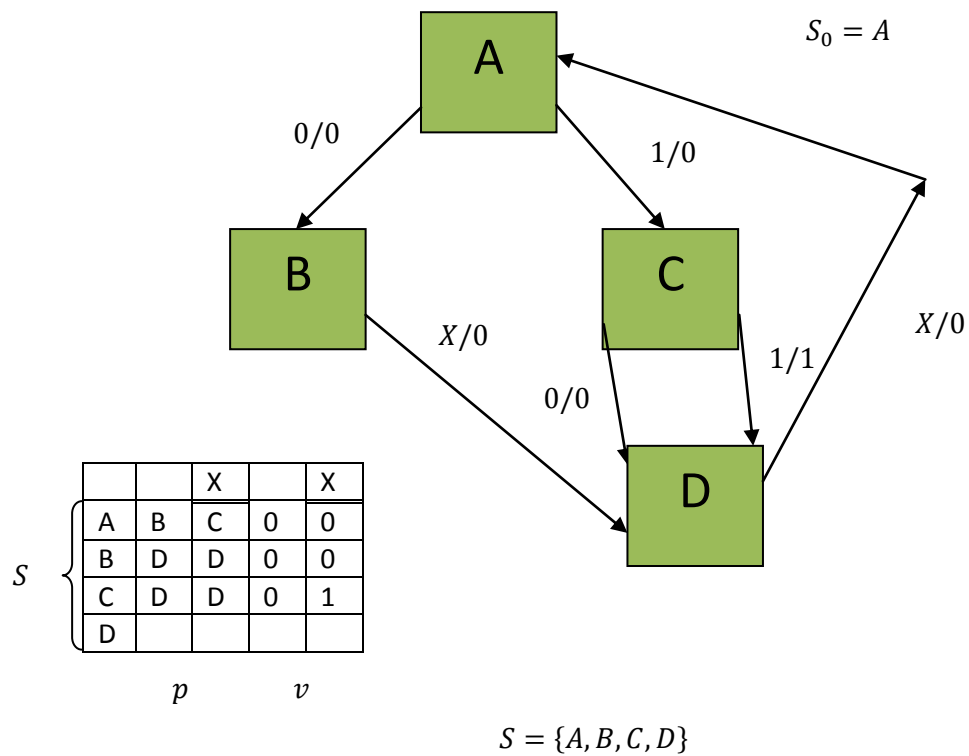 A
S₀ = A
0/0
1/0
B
C
X/0
X/0
1/1
0/0
D
X X
A B C 0 0
B D D 0 0
C D D 0 1
D
S
p v
S = {A, B, C, D}